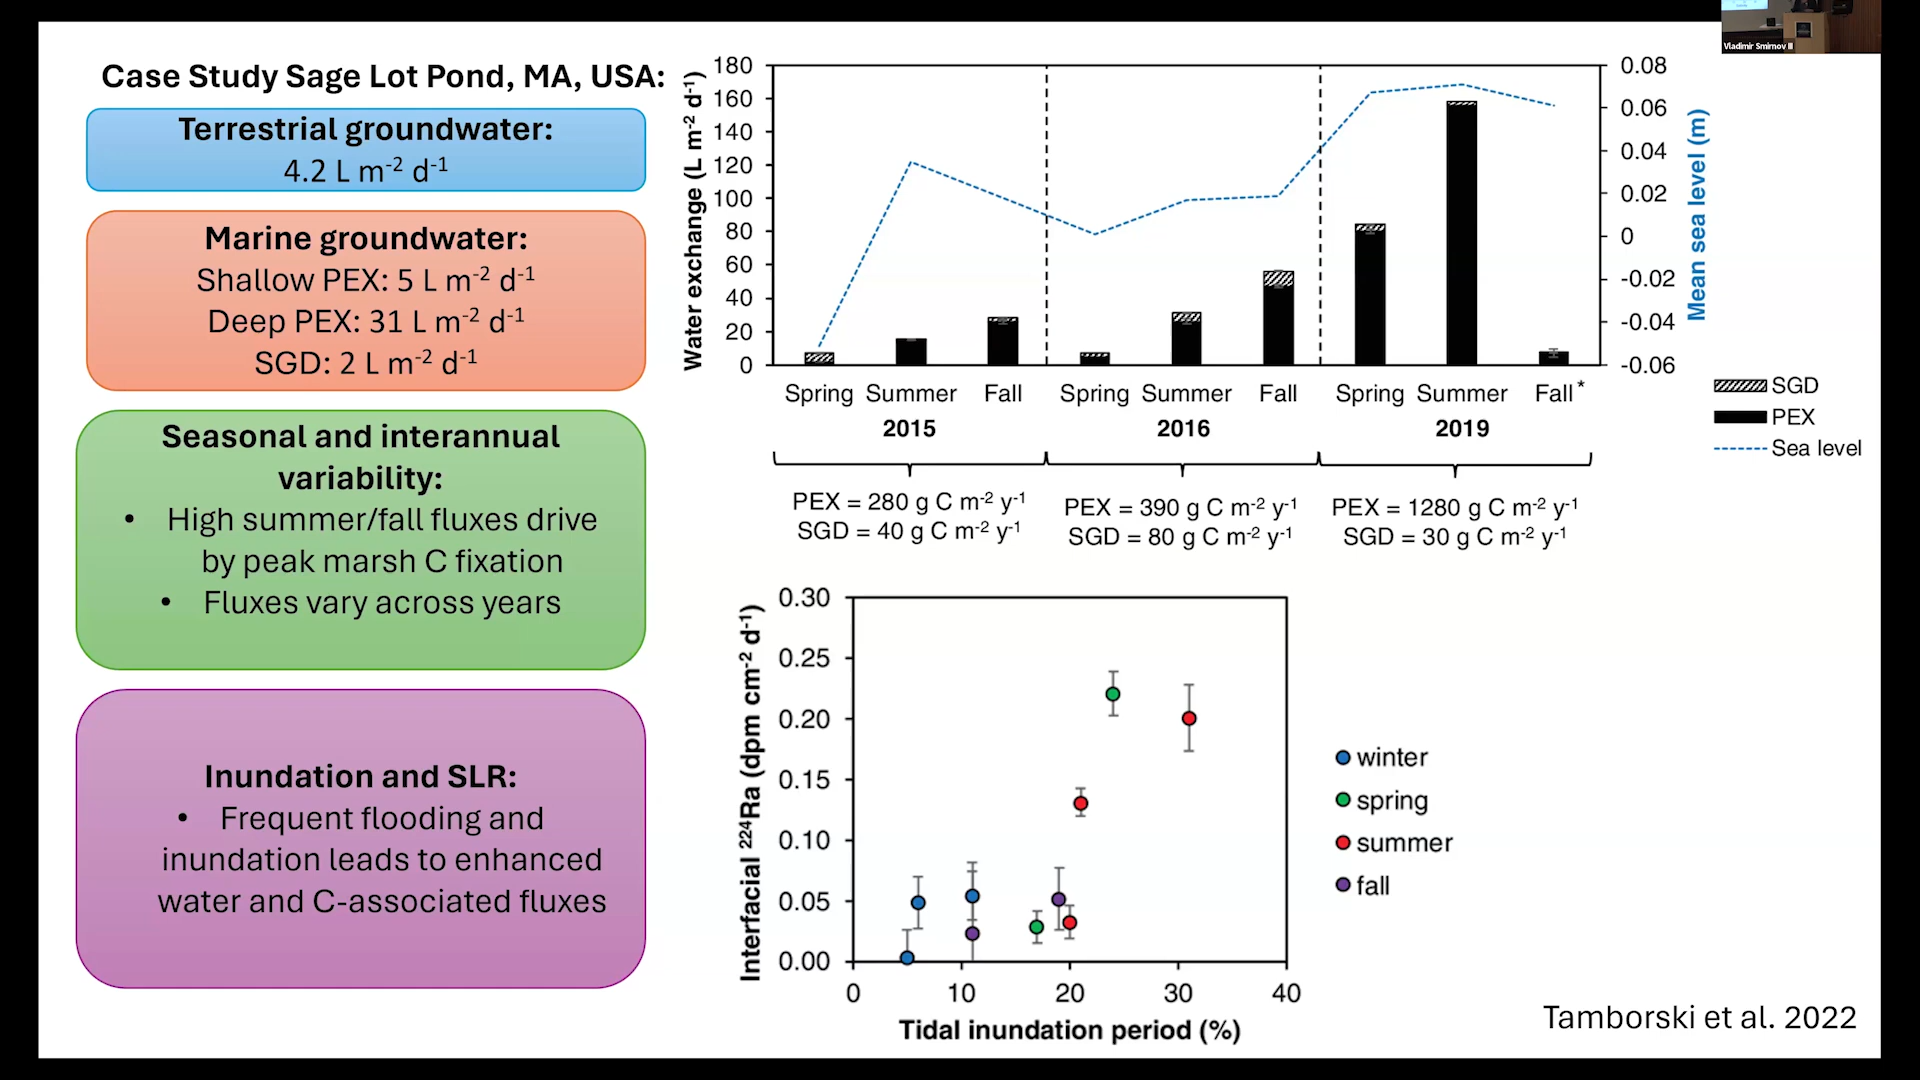 Vladimir Smirnov II
Case Study Sage Lot Pond, MA, USA:
Terrestrial groundwater:
4.2 L m⁻² d⁻¹
Marine groundwater:
Shallow PEX: 5 L m⁻² d⁻¹
Deep PEX: 31 L m⁻² d⁻¹
SGD: 2 L m⁻² d⁻¹
Seasonal and interannual
variability:
• High summer/fall fluxes drive
by peak marsh C fixation
• Fluxes vary across years
Inundation and SLR:
• Frequent flooding and
inundation leads to enhanced
water and C-associated fluxes
Water exchange (L m⁻² d⁻¹)
180
160
140
120
100
80
60
40
20
0
0.08
0.06
0.04
0.02
0
-0.02
-0.04
-0.06
Mean sea level (m)
Spring Summer Fall Spring Summer Fall Spring Summer Fall*
2015 2016 2019
SGD
PEX
Sea level
PEX = 280 g C m⁻² y⁻¹
SGD = 40 g C m⁻² y⁻¹
PEX = 390 g C m⁻² y⁻¹
SGD = 80 g C m⁻² y⁻¹
PEX = 1280 g C m⁻² y⁻¹
SGD = 30 g C m⁻² y⁻¹
Interfacial ²²⁴Ra (dpm cm⁻² d⁻¹)
0.30
0.25
0.20
0.15
0.10
0.05
0.00
0 10 20 30 40
Tidal inundation period (%)
winter
spring
summer
fall
Tamborski et al. 2022